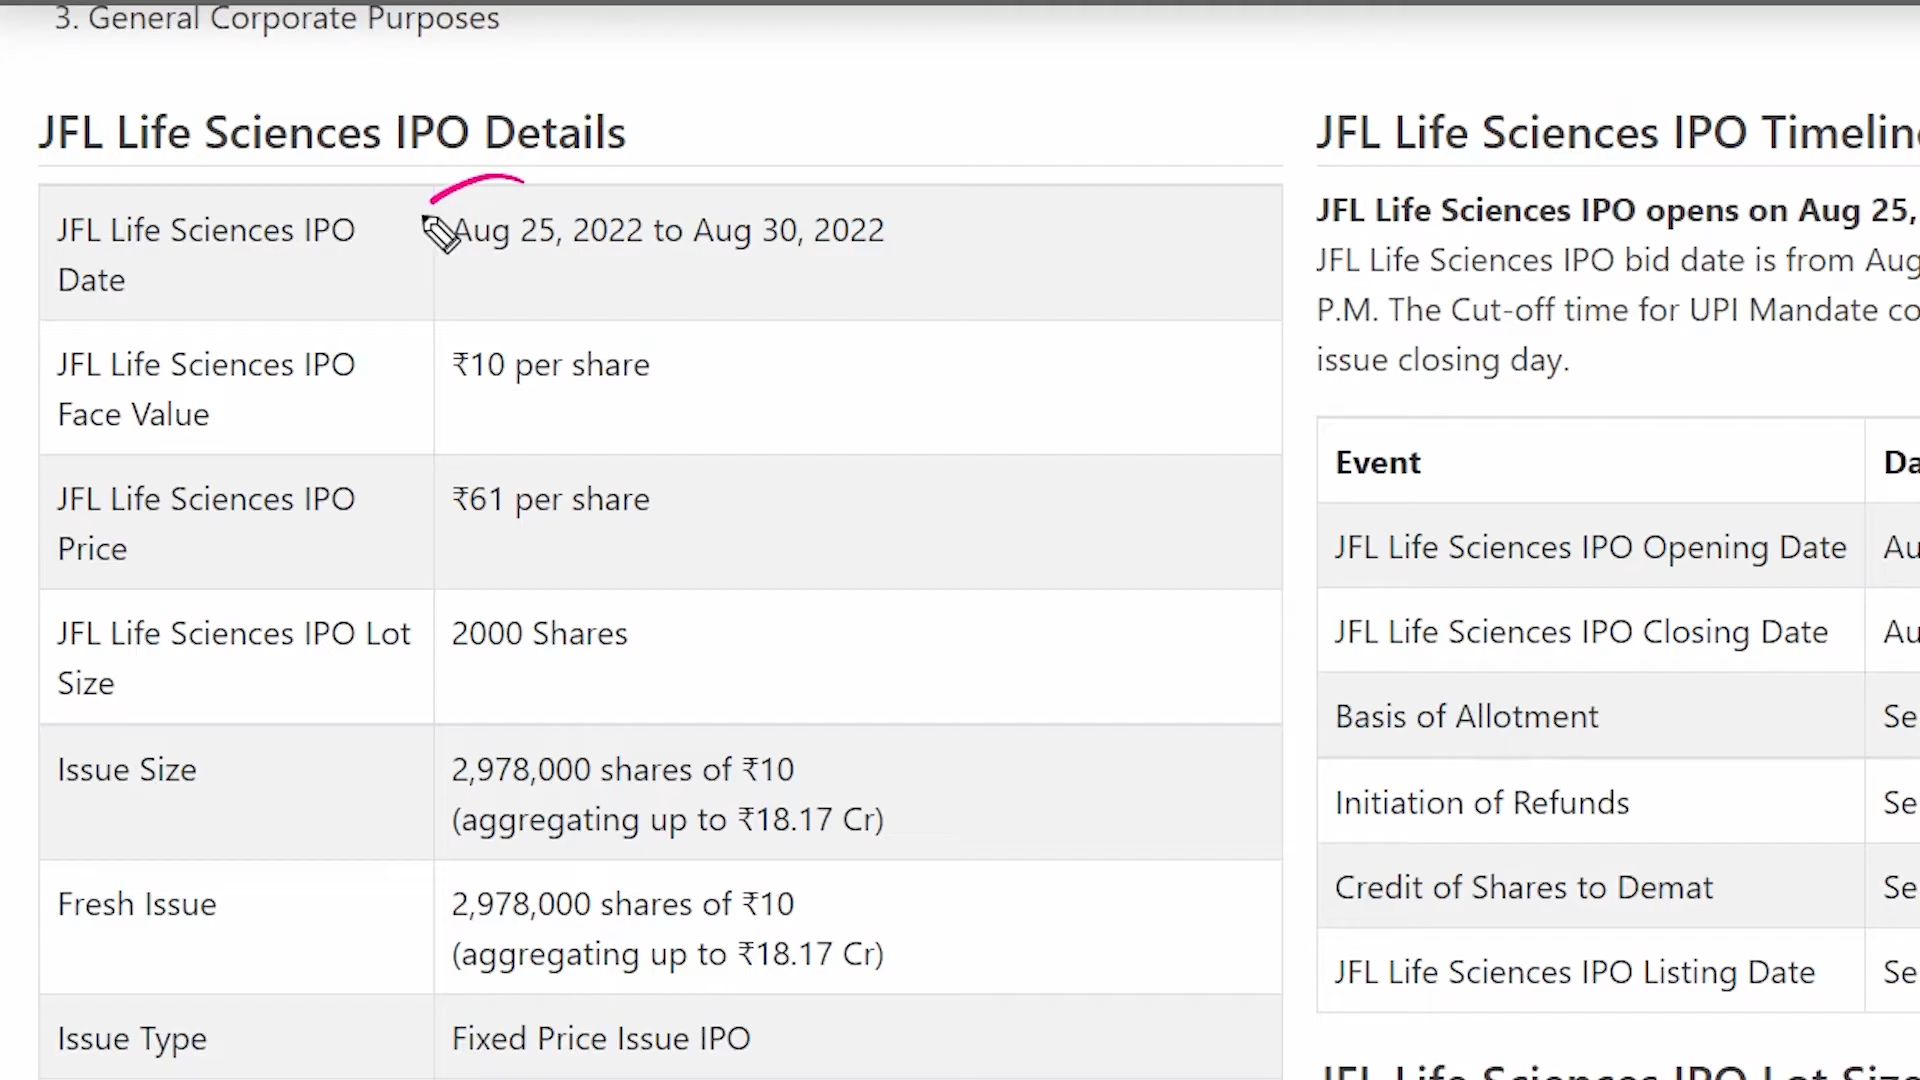 3. General Corporate Purposes
JFL Life Sciences IPO Details
JFL Life Sciences IPO
Date
Aug 25, 2022 to Aug 30, 2022
JFL Life Sciences IPO
Face Value
₹10 per share
JFL Life Sciences IPO
Price
₹61 per share
JFL Life Sciences IPO Lot
Size
2000 Shares
Issue Size
2,978,000 shares of ₹10
(aggregating up to ₹18.17 Cr)
Fresh Issue
2,978,000 shares of ₹10
(aggregating up to ₹18.17 Cr)
Issue Type
Fixed Price Issue IPO
JFL Life Sciences IPO Timelin
JFL Life Sciences IPO opens on Aug 25,
JFL Life Sciences IPO bid date is from Aug
P.M. The Cut-off time for UPI Mandate co
issue closing day.
Event
Da
JFL Life Sciences IPO Opening Date
Au
JFL Life Sciences IPO Closing Date
Au
Basis of Allotment
Se
Initiation of Refunds
Se
Credit of Shares to Demat
Se
JFL Life Sciences IPO Listing Date
Se
JFL Life Sciences IPO Lot Size